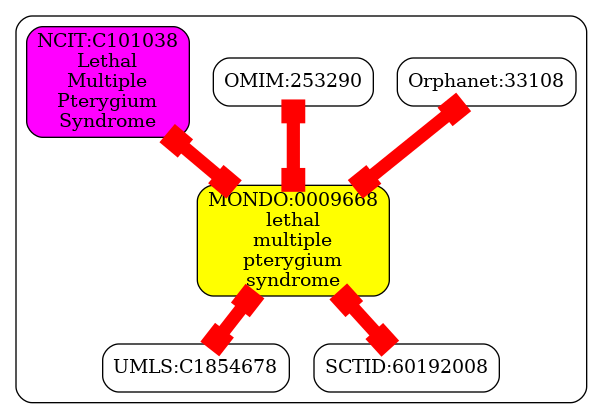 NCIT:C101038
Lethal
Multiple
Pterygium
Syndrome
OMIM:253290
Orphanet:33108
MONDO:0009668
lethal
multiple
pterygium
syndrome
UMLS:C1854678
SCTID:60192008